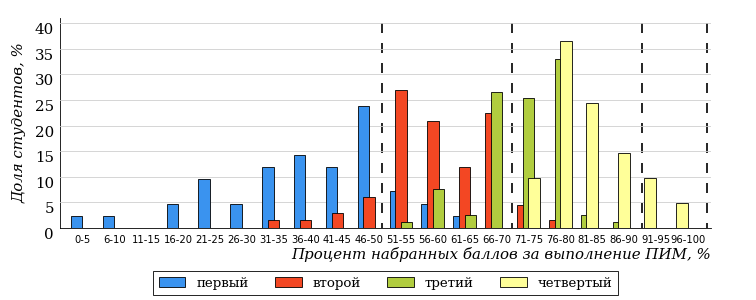 Доля студентов, %
40
35
30
25
20
15
10
5
0
0-5 6-10 11-15 16-20 21-25 26-30 31-35 36-40 41-45 46-50 51-55 56-60 61-65 66-70 71-75 76-80 81-85 86-90 91-95 96-100
Процент набранных баллов за выполнение ПИМ, %
первый второй третий четвертый